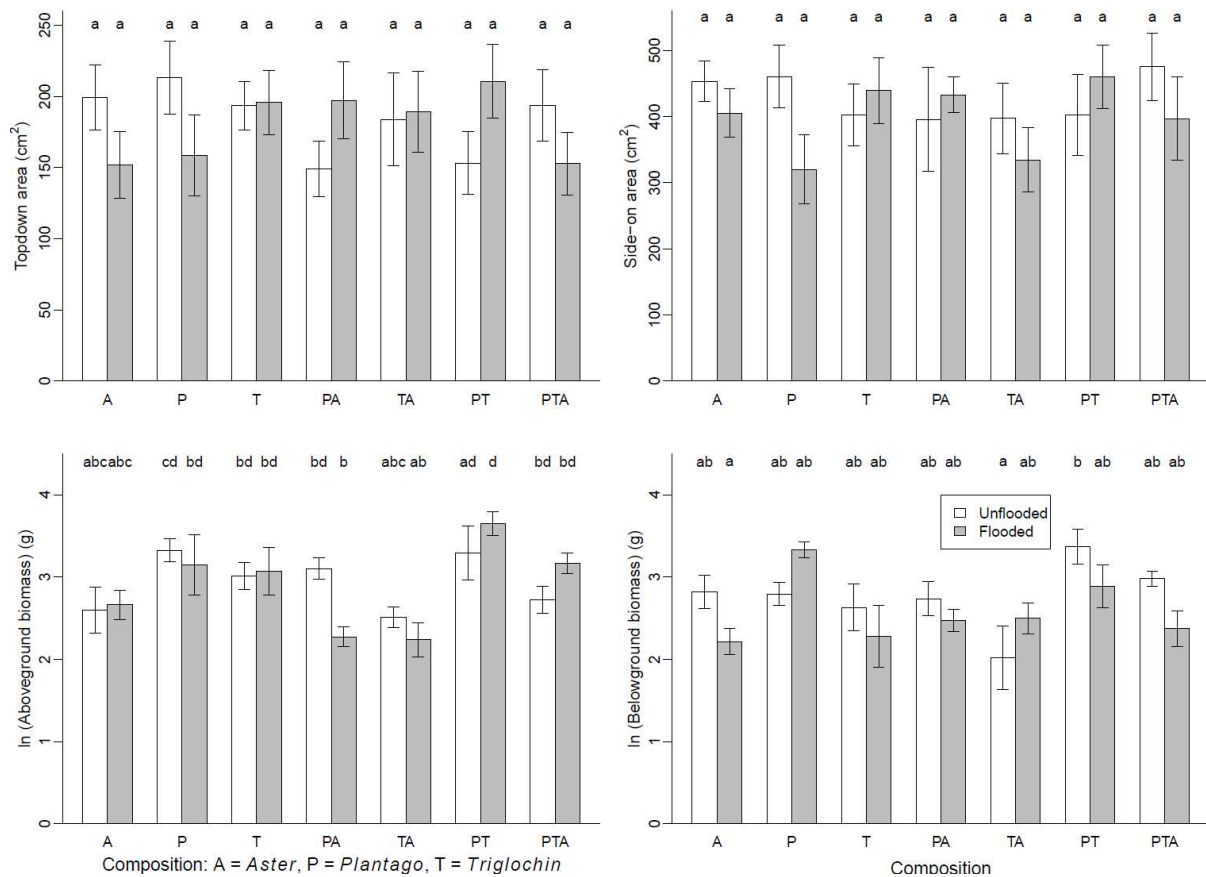 a a a a a a a a a a a a a a
250
200
150
100
50
0
Topdown area (cm²)
A P T PA TA PT PTA
a a a a a a a a a a a a a a
500
400
300
200
100
0
Side−on area (cm²)
A P T PA TA PT PTA
abc abc cd bd bd bd bd b abc ab ad d bd bd
4
3
2
1
0
ln (Aboveground biomass) (g)
A P T PA TA PT PTA
Composition: A = Aster, P = Plantago, T = Triglochin
ab a ab ab ab ab ab ab a ab b ab ab ab
4
3
2
1
0
ln (Belowground biomass) (g)
Unflooded
Flooded
A P T PA TA PT PTA
Composition